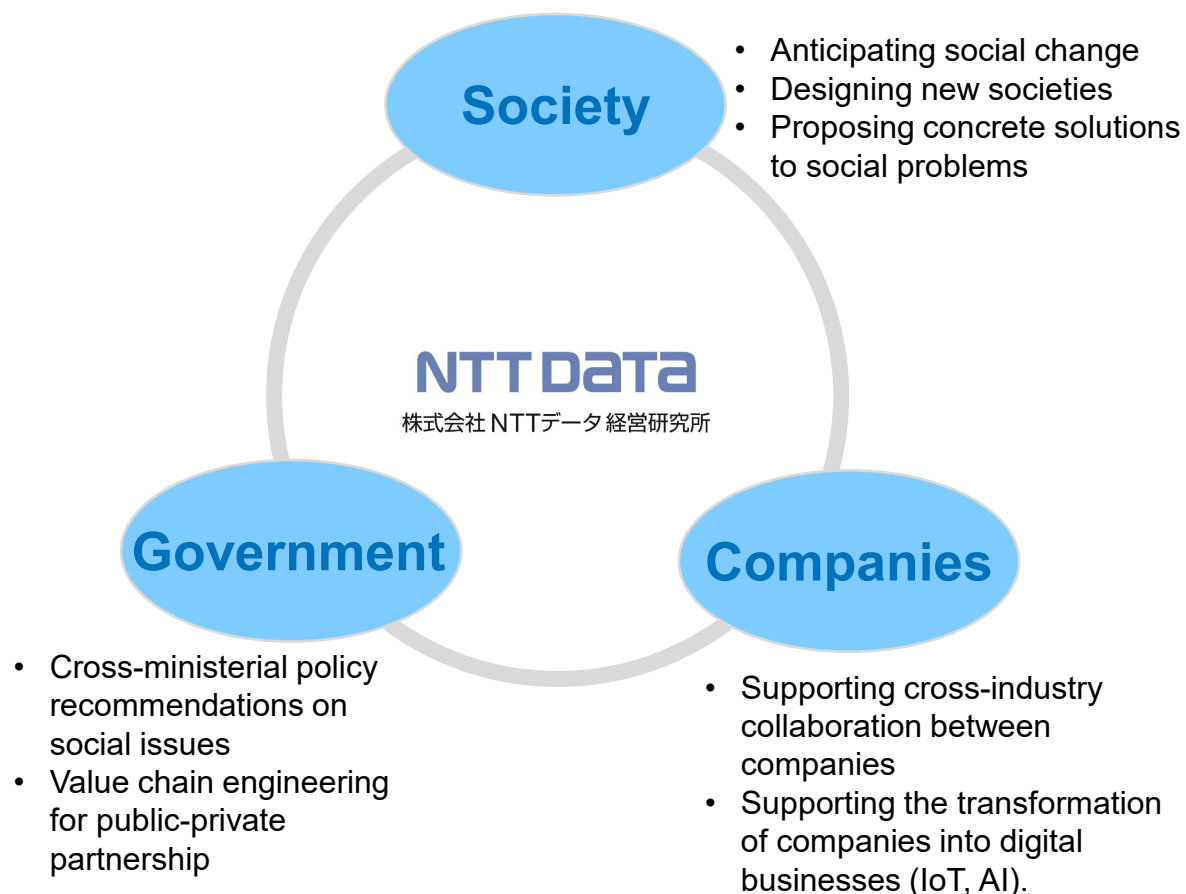 Society
• Anticipating social change
• Designing new societies
• Proposing concrete solutions
to social problems
NTT DATA
株式会社 NTTデータ 経営研究所
Government
Companies
• Cross-ministerial policy
recommendations on
social issues
• Value chain engineering
for public-private
partnership
• Supporting cross-industry
collaboration between
companies
• Supporting the transformation
of companies into digital
businesses (IoT, AI).